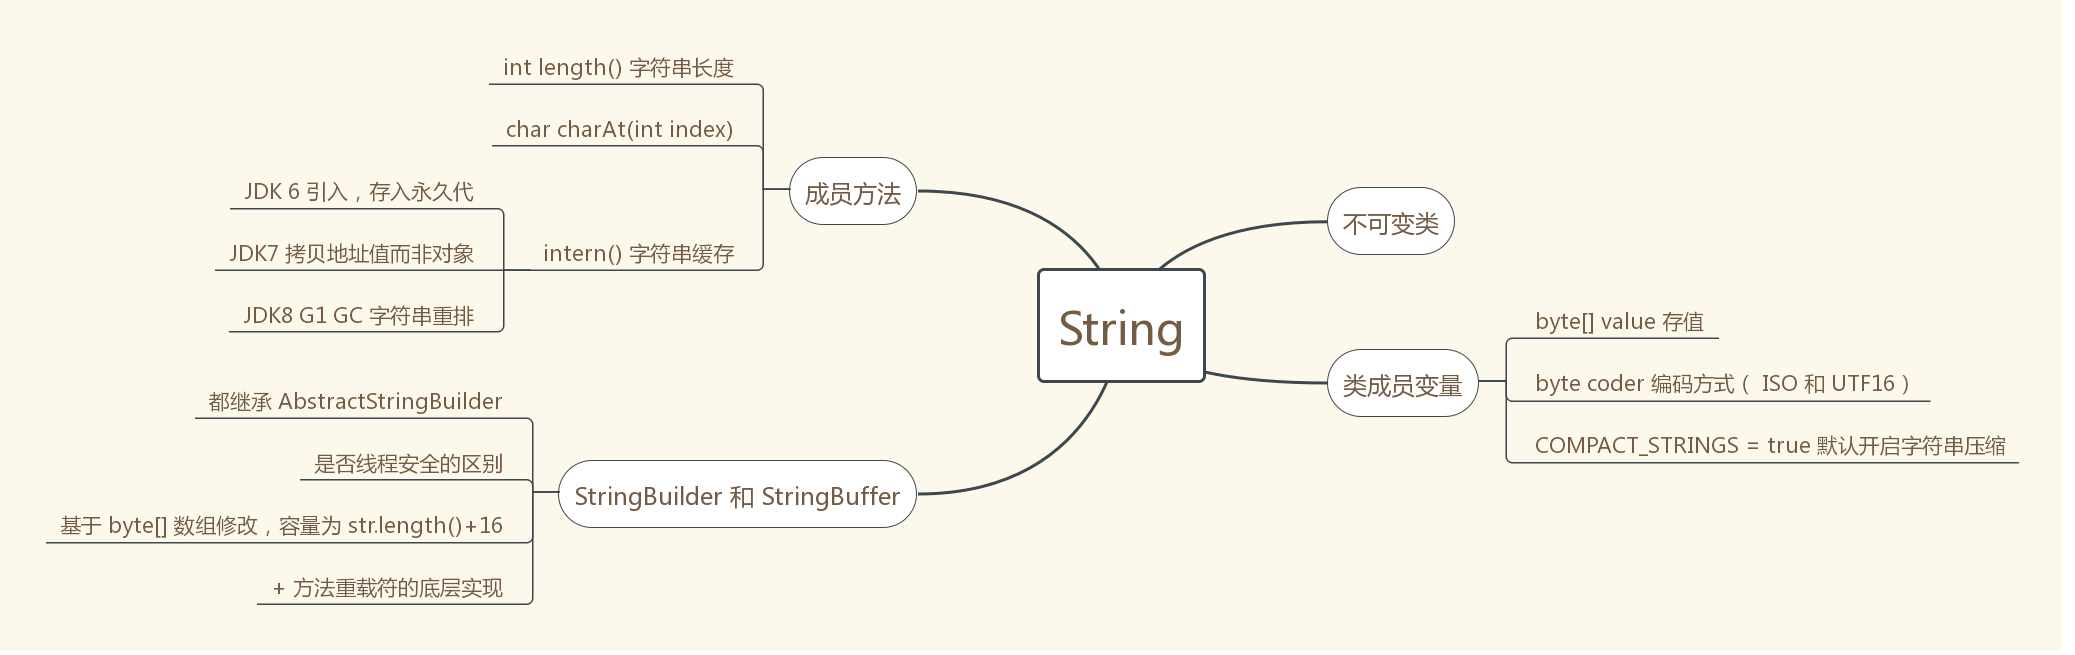 String
不可变类
类成员变量
byte[] value 存值
byte coder 编码方式（ ISO 和 UTF16 ）
COMPACT_STRINGS = true 默认开启字符串压缩
成员方法
int length() 字符串长度
char charAt(int index)
intern() 字符串缓存
JDK 6 引入，存入永久代
JDK7 拷贝地址值而非对象
JDK8 G1 GC 字符串重排
StringBuilder 和 StringBuffer
都继承 AbstractStringBuilder
是否线程安全的区别
基于 byte[] 数组修改，容量为 str.length()+16
+ 方法重载符的底层实现